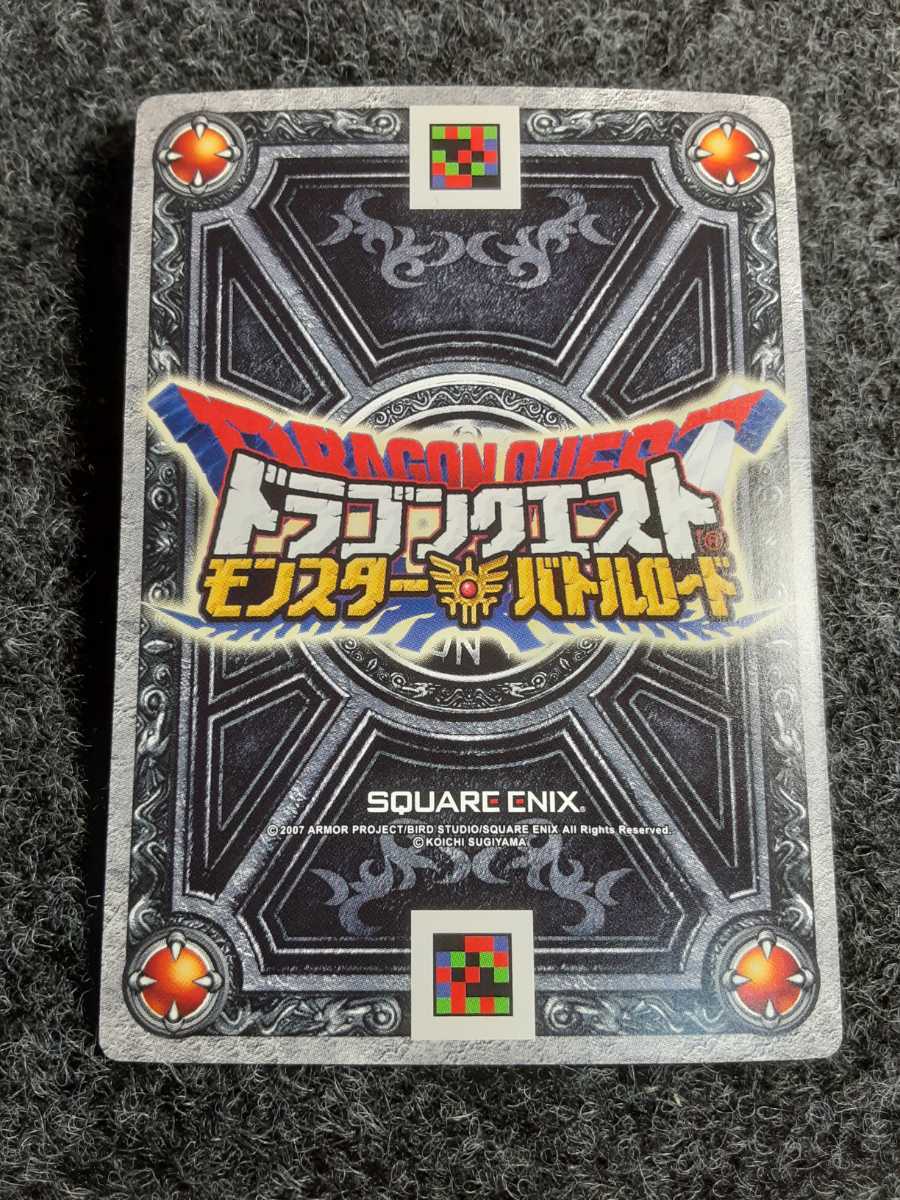 DRAGON QUEST
ドラゴンクエスト®
モンスターバトルロード
SQUARE ENIX®
© 2007 ARMOR PROJECT/BIRD STUDIO/SQUARE ENIX All Rights Reserved.
© KOICHI SUGIYAMA